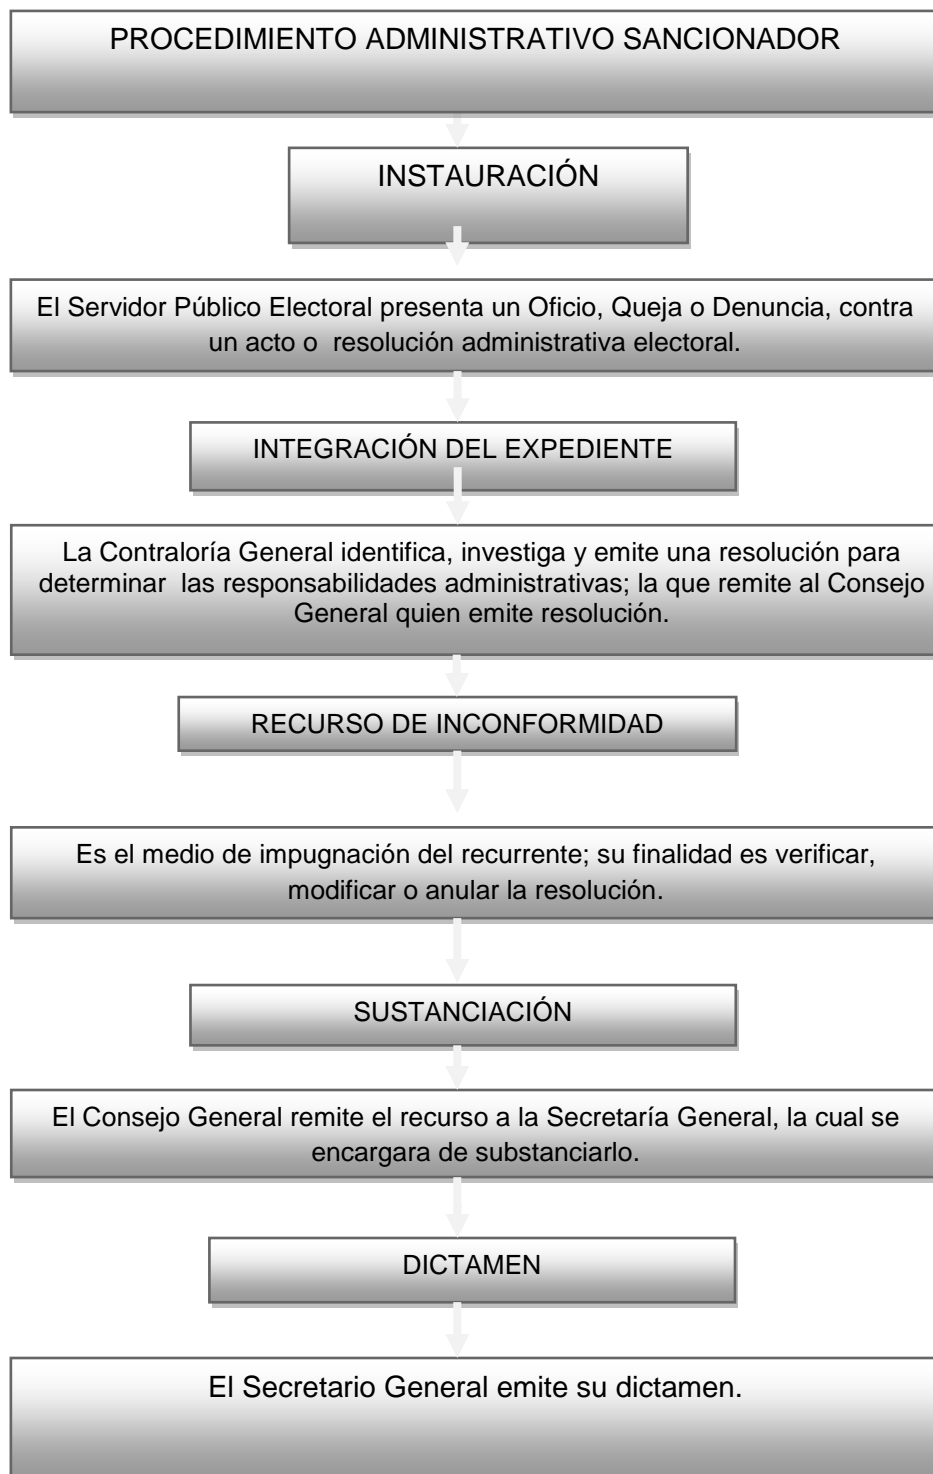 PROCEDIMIENTO ADMINISTRATIVO SANCIONADOR
INSTAURACIÓN
El Servidor Público Electoral presenta un Oficio, Queja o Denuncia, contra
un acto o resolución administrativa electoral.
INTEGRACIÓN DEL EXPEDIENTE
La Contraloría General identifica, investiga y emite una resolución para
determinar las responsabilidades administrativas; la que remite al Consejo
General quien emite resolución.
RECURSO DE INCONFORMIDAD
Es el medio de impugnación del recurrente; su finalidad es verificar,
modificar o anular la resolución.
SUSTANCIACIÓN
El Consejo General remite el recurso a la Secretaría General, la cual se
encargara de substanciarlo.
DICTAMEN
El Secretario General emite su dictamen.